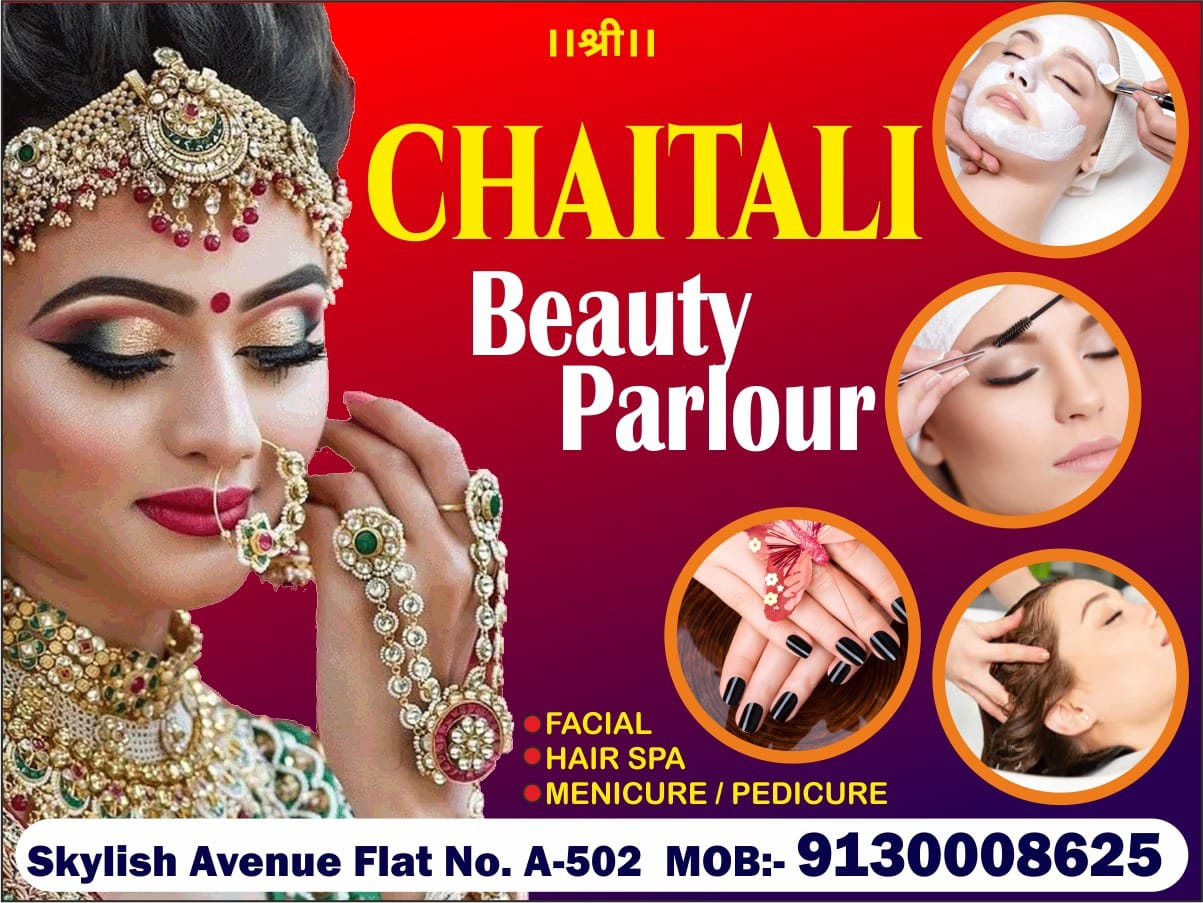 ।।श्री।।
CHAITALI
Beauty
Parlour
FACIAL
HAIR SPA
MENICURE / PEDICURE
Skylish Avenue Flat No. A-502 MOB:- 9130008625